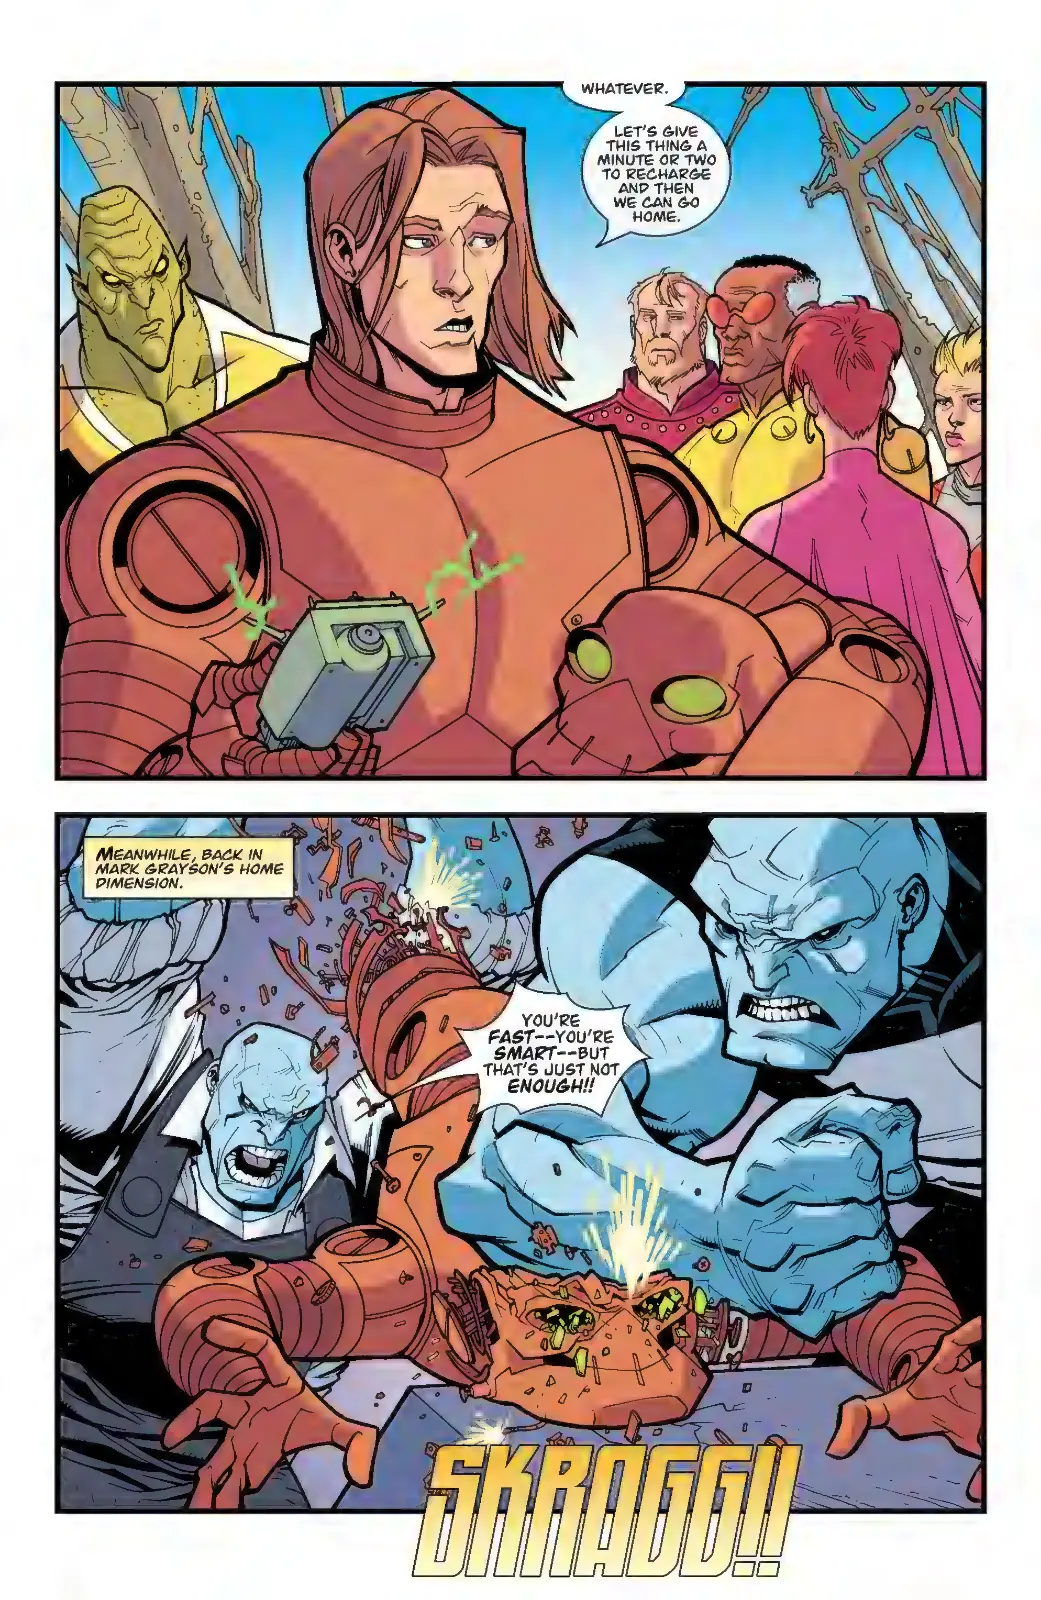 WHATEVER.
LET'S GIVE
THIS THING A
MINUTE OR TWO
TO RECHARGE
AND THEN
WE CAN GO
HOME.
MEANWHILE, BACK IN
MARK GRAYSON'S HOME
DIMENSION.
YOU'RE
FAST--YOU'RE
SMART--BUT
THAT'S JUST NOT
ENOUGH!!
SKRAGG!!